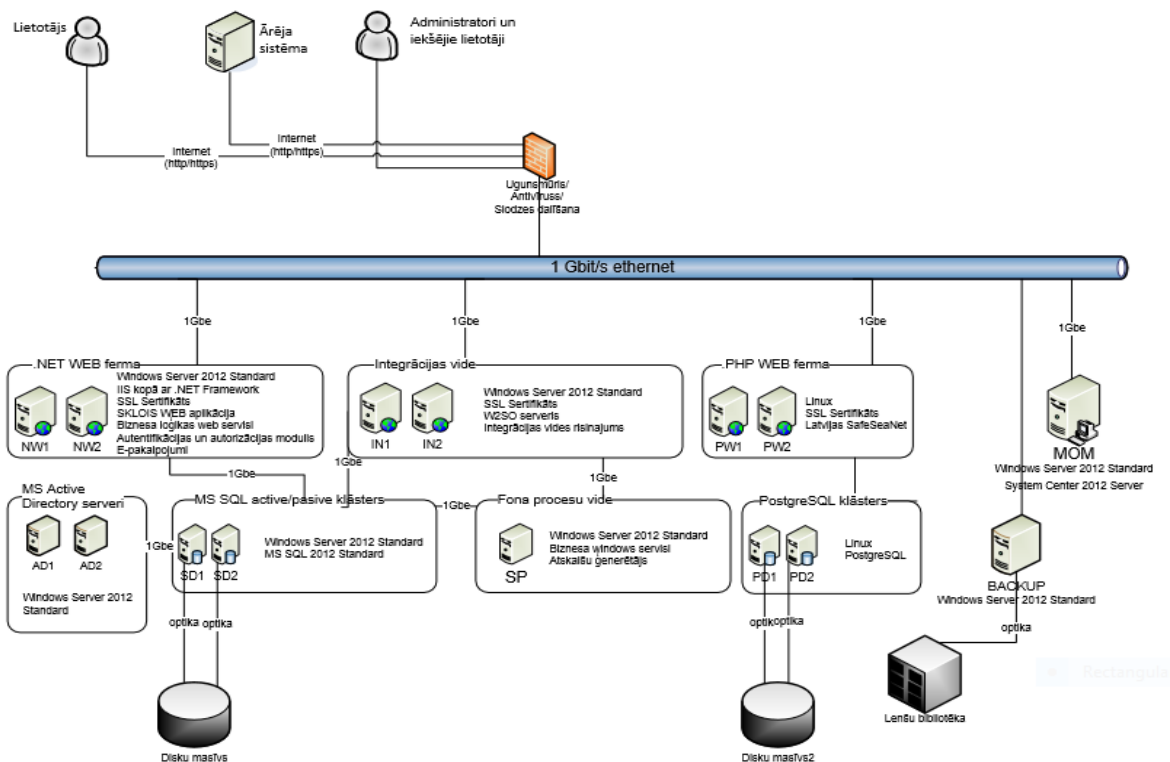 Lietotājs
Ārēja
sistēma
Administratori un
iekšējie lietotāji
Internet
(http/https)
Internet
(http/https)
Ugunsmūris/
Antivīruss/
Slodzes dalīšana
1 Gbit/s ethernet
1Gbe
1Gbe
1Gbe
1Gbe
.NET WEB ferma
Windows Server 2012 Standard
IIS kopā ar .NET Framework
SSL Sertifikāts
SKLOIS WEB aplikācija
Biznesa loģikas web servisi
Autentifikācijas un autorizācijas modulis
E-pakalpojumi
NW1
NW2
Integrācijas vide
Windows Server 2012 Standard
SSL Sertifikāts
W2SO serveris
Integrācijas vides risinajums
IN1
IN2
.PHP WEB ferma
Linux
SSL Sertifikāts
Latvijas SafeSeaNet
PW1
PW2
MOM
Windows Server 2012 Standard
System Center 2012 Server
1Gbe
1Gbe
MS Active
Directory serveri
AD1
AD2
Windows Server 2012
Standard
1Gbe
MS SQL active/pasive klāsters
Windows Server 2012 Standard
MS SQL 2012 Standard
SD1
SD2
1Gbe
Fona procesu vide
Windows Server 2012 Standard
Biznesa windows servisi
Atskaišu ģenerētājs
SP
PostgreSQL klāsters
Linux
PostgreSQL
PD1
PD2
BACKUP
Windows Server 2012 Standard
optika
optika
optik
optika
optika
Disku masīvs
Disku masīvs2
Lenšu bibliotēka
Rectangula